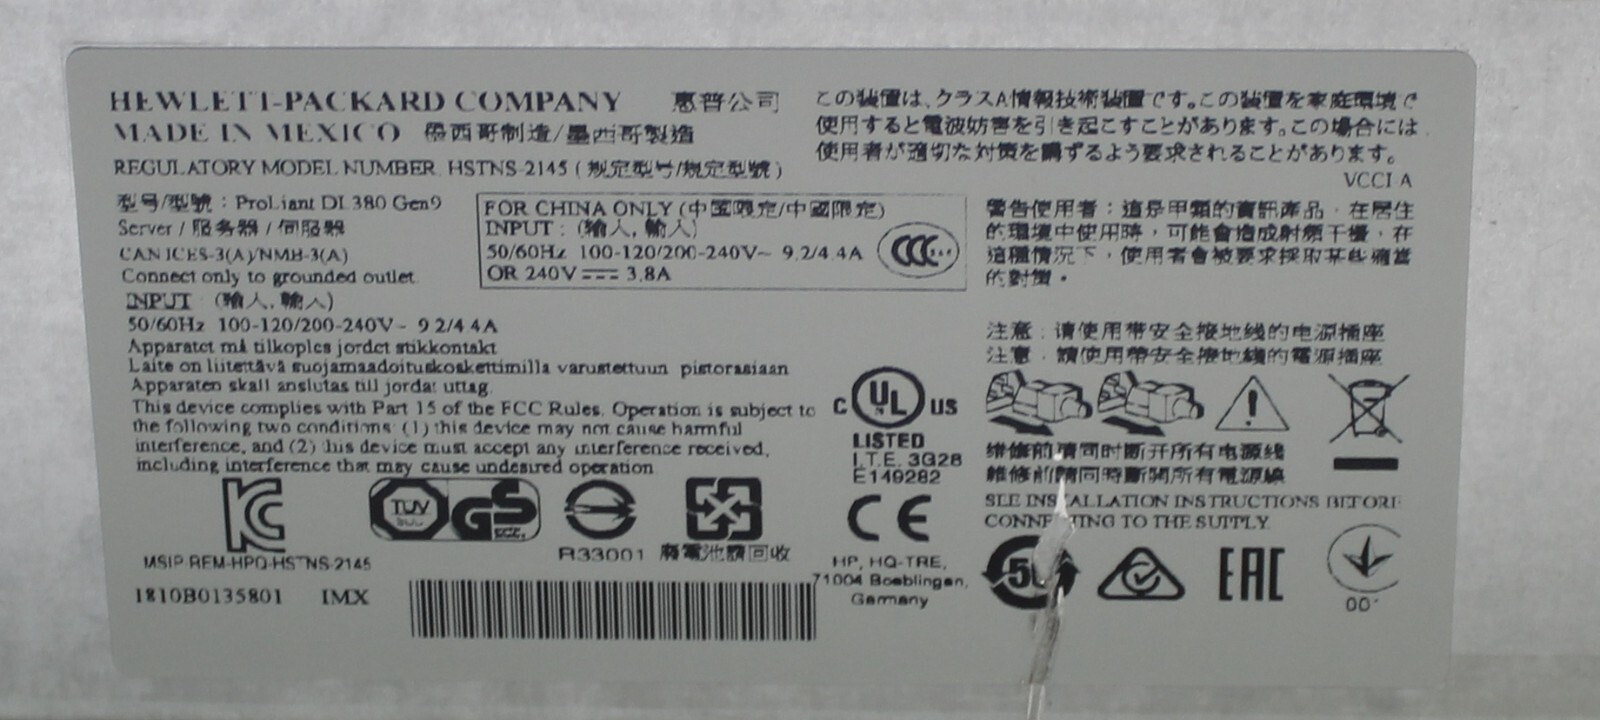 HEWLETT-PACKARD COMPANY 惠普公司
MADE IN MEXICO 墨西哥制造/墨西哥製造
REGULATORY MODEL NUMBER HSTNS-2145 (规定型号/規定型號)
型号/型號:ProLiant DL380 Gen9
Server / 服务器 / 伺服器
CAN ICES-3(A)/NMB-3(A)
Connect only to grounded outlet.
INPUT (输入, 輸入)
50/60Hz 100-120/200-240V~ 9.2/4.4A
Apparatet må tilkoples jordet stikkontakt
Laite on liitettävä suojamaadoituskoskettimilla varustettuun pistorasiaan
Apparaten skall anslutas till jordat uttag.
This device complies with Part 15 of the FCC Rules. Operation is subject to
the following two conditions: (1) this device may not cause harmful
interference, and (2) this device must accept any interference received,
including interference that may cause undesired operation.
FOR CHINA ONLY (中国限定/中國限定)
INPUT : (输入, 輸入)
50/60Hz 100-120/200-240V~ 9.2/4.4A
OR 240V 3.8A
CCC
この装置は、クラスA情報技術装置です。この装置を家庭環境で
使用すると電波妨害を引き起こすことがあります。この場合には
使用者が適切な対策を講ずるよう要求されることがあります。
VCCI-A
警告使用者:這是甲類的資訊產品,在居住
的環境中使用時,可能會造成射頻干擾,在
這種情況下,使用者會被要求採取某些適當
的對策。
注意:请使用带安全接地线的电源插座
注意:請使用帶安全接地線的電源插座
C UL US
LISTED
I.T.E. 3G28
E149282
维修前请同时断开所有电源线
維修前請同時斷開所有電源線
SEE INSTALLATION INSTRUCTIONS BEFORE
CONNECTING TO THE SUPPLY
KC
MSIP-REM-HPQ-HSTNS-2145
TUV
GS
R33001
廢電池請回收
CE
HP, HQ-TRE,
71004 Boeblingen,
Germany
50
EAC
1810B0135801 IMX